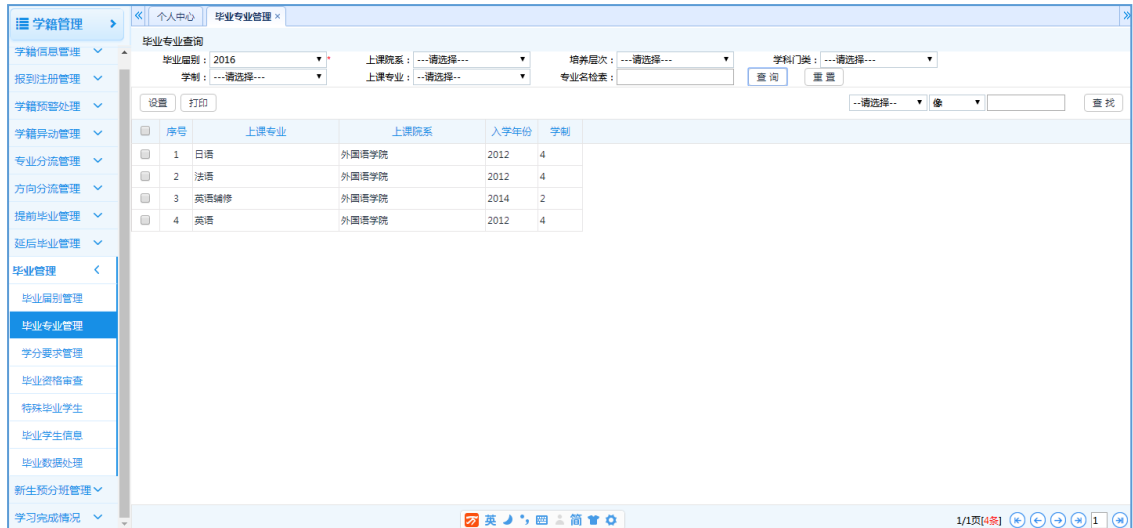 学籍管理
学籍信息管理
报到注册管理
学籍预警处理
学籍异动管理
专业分流管理
方向分流管理
提前毕业管理
延后毕业管理
毕业管理
毕业届别管理
毕业专业管理
学分要求管理
毕业资格审查
特殊毕业学生
毕业学生信息
毕业数据处理
新生预分班管理
学习完成情况
个人中心 毕业专业管理 ×
毕业专业查询
毕业届别： 2016 * 上课院系： ---请选择--- 培养层次： ---请选择--- 学科门类： ---请选择---
学制： ---请选择--- 上课专业： --请选择-- 专业名检索： 查询 重置
设置 打印 --请选择-- 像 查找
序号 上课专业 上课院系 入学年份 学制
1 日语 外国语学院 2012 4
2 法语 外国语学院 2012 4
3 英语辅修 外国语学院 2014 2
4 英语 外国语学院 2012 4
英 简
1/1页[4条] 1